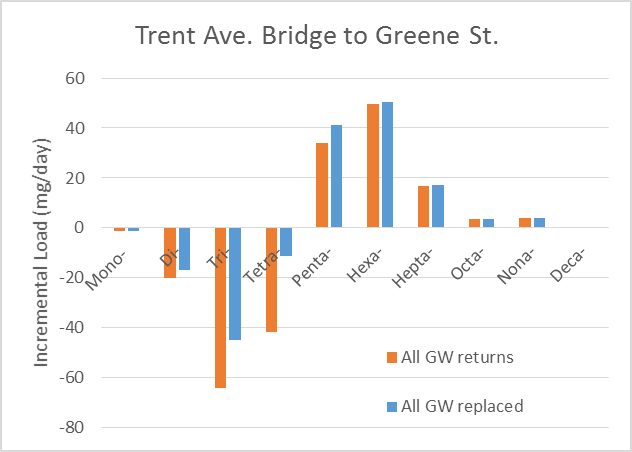 Trent Ave. Bridge to Greene St.
Incremental Load (mg/day)
60
40
20
0
-20
-40
-60
-80
Mono-
Di-
Tri-
Tetra-
Penta-
Hexa-
Hepta-
Octa-
Nona-
Deca-
All GW returns
All GW replaced